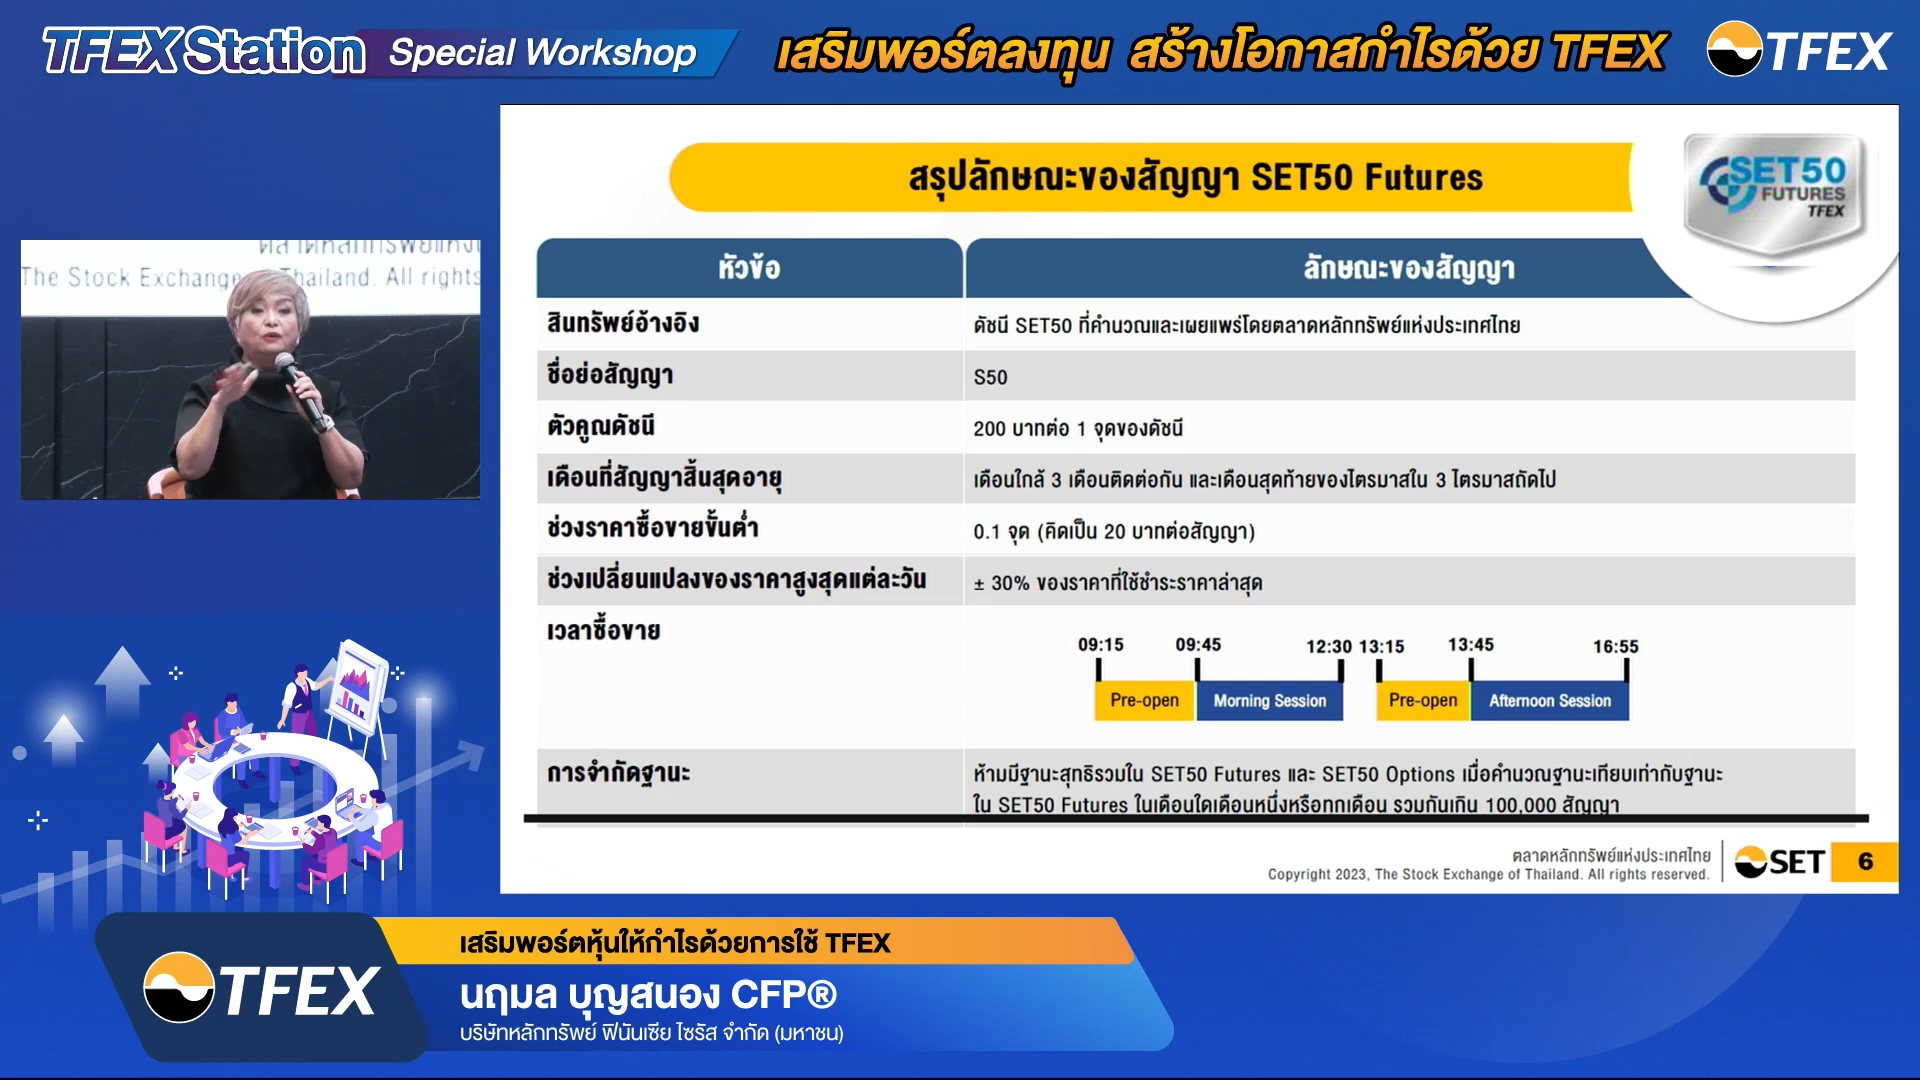 TFEX Station Special Workshop
เสริมพอร์ตลงทุน สร้างโอกาสกำไรด้วย TFEX
TFEX
The Stock Exchange Thailand. All rights
สรุปลักษณะของสัญญา SET50 Futures
SET50
FUTURES
TFEX
หัวข้อ
ลักษณะของสัญญา
สินทรัพย์อ้างอิง
ดัชนี SET50 ที่คำนวณและเผยแพร่โดยตลาดหลักทรัพย์แห่งประเทศไทย
ชื่อย่อสัญญา
S50
ตัวคูณดัชนี
200 บาทต่อ 1 จุดของดัชนี
เดือนที่สัญญาสิ้นสุดอายุ
เดือนใกล้ 3 เดือนติดต่อกัน และเดือนสุดท้ายของไตรมาสใน 3 ไตรมาสถัดไป
ช่วงราคาซื้อขายขั้นต่ำ
0.1 จุด (คิดเป็น 20 บาทต่อสัญญา)
ช่วงเปลี่ยนแปลงของราคาสูงสุดแต่ละวัน
± 30% ของราคาที่ใช้ชำระราคาล่าสุด
เวลาซื้อขาย
09:15 09:45 12:30 13:15 13:45 16:55
Pre-open Morning Session Pre-open Afternoon Session
การจำกัดฐานะ
ห้ามมีฐานะสุทธิรวมใน SET50 Futures และ SET50 Options เมื่อคำนวณฐานะเทียบเท่ากับฐานะ
ใน SET50 Futures ในเดือนใดเดือนหนึ่งหรือทุกเดือน รวมกันเกิน 100,000 สัญญา
ตลาดหลักทรัพย์แห่งประเทศไทย
Copyright 2023, The Stock Exchange of Thailand. All rights reserved.
SET
6
TFEX
เสริมพอร์ตหุ้นให้กำไรด้วยการใช้ TFEX
นฤมล บุญสนอง CFP®
บริษัทหลักทรัพย์ ฟินันเซีย ไซรัส จำกัด (มหาชน)